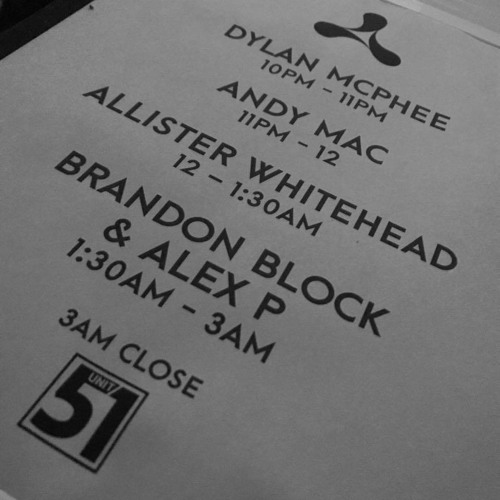 DYLAN MCPHEE
10PM - 11PM
ANDY MAC
11PM - 12
ALLISTER WHITEHEAD
12 - 1:30AM
BRANDON BLOCK
& ALEX P
1:30AM - 3AM
3AM CLOSE
UNIT
51